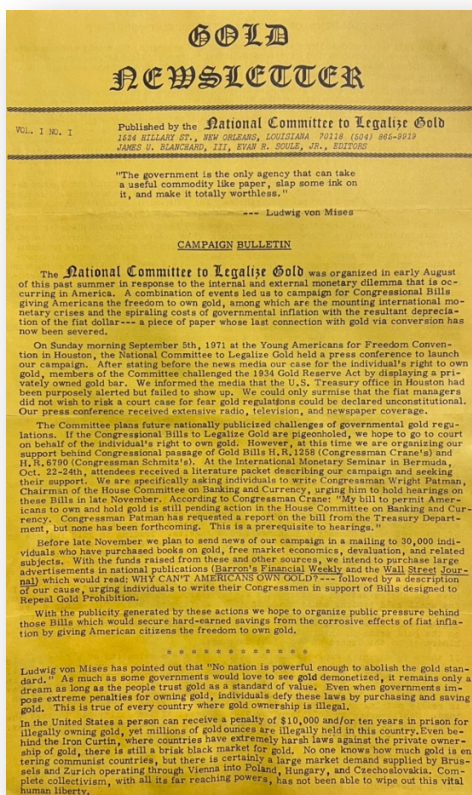 GOLD
NEWSLETTER
VOL. I NO. I
Published by the National Committee to Legalize Gold
1524 HILLARY ST., NEW ORLEANS, LOUISIANA 70118 (504) 865-9919
JAMES U. BLANCHARD, III, EVAN R. SOULE, JR., EDITORS
"The government is the only agency that can take
a useful commodity like paper, slap some ink on
it, and make it totally worthless."
--- Ludwig von Mises
CAMPAIGN BULLETIN
The National Committee to Legalize Gold was organized in early August
of this past summer in response to the internal and external monetary dilemma that is oc-
curring in America. A combination of events led us to campaign for Congressional Bills
giving Americans the freedom to own gold, among which are the mounting international mo-
netary crises and the spiraling costs of governmental inflation with the resultant deprecia-
tion of the fiat dollar--- a piece of paper whose last connection with gold via conversion has
now been severed.
On Sunday morning September 5th, 1971 at the Young Americans for Freedom Conven-
tion in Houston, the National Committee to Legalize Gold held a press conference to launch
our campaign. After stating before the news media our case for the individual's right to own
gold, members of the Committee challenged the 1934 Gold Reserve Act by displaying a pri-
vately owned gold bar. We informed the media that the U.S. Treasury office in Houston had
been purposely alerted but failed to show up. We could only surmise that the fiat managers
did not wish to risk a court case for fear gold regulations could be declared unconstitutional.
Our press conference received extensive radio, television, and newspaper coverage.
The Committee plans future nationally publicized challenges of governmental gold regu-
lations. If the Congressional Bills to Legalize Gold are pigeonholed, we hope to go to court
on behalf of the individual's right to own gold. However, at this time we are organizing our
support behind Congressional passage of Gold Bills H.R.1258 (Congressman Crane's) and
H.R.6790 (Congressman Schmitz's). At the International Monetary Seminar in Bermuda,
Oct. 22-24th, attendees received a literature packet describing our campaign and seeking
their support. We are specifically asking individuals to write Congressman Wright Patman,
Chairman of the House Committee on Banking and Currency, urging him to hold hearings on
these Bills in late November. According to Congressman Crane: "My bill to permit Amer-
icans to own and hold gold is still pending action in the House Committee on Banking and Cur-
rency. Congressman Patman has requested a report on the bill from the Treasury Depart-
ment, but none has been forthcoming. This is a prerequisite to hearings."
Before late November we plan to send news of our campaign in a mailing to 30,000 indi-
viduals who have purchased books on gold, free market economics, devaluation, and related
subjects. With the funds raised from these and other sources, we intend to purchase large
advertisements in national publications (Barron's Financial Weekly and the Wall Street Jour-
nal) which would read; WHY CAN'T AMERICANS OWN GOLD?--- followed by a description
of our cause, urging individuals to write their Congressmen in support of Bills designed to
Repeal Gold Prohibition.
With the publicity generated by these actions we hope to organize public pressure behind
those Bills which would secure hard-earned savings from the corrosive effects of fiat infla-
tion by giving American citizens the freedom to own gold.
* * * * * * * * * * * *
Ludwig von Mises has pointed out that "No nation is powerful enough to abolish the gold stan-
dard." As much as some governments would love to see gold demonetized, it remains only a
dream as long as the people trust gold as a standard of value. Even when governments im-
pose extreme penalties for owning gold, individuals defy these laws by purchasing and saving
gold. This is true of every country where gold ownership is illegal.
In the United States a person can receive a penalty of $10,000 and/or ten years in prison for
illegally owning gold, yet millions of gold ounces are illegally held in this country. Even be-
hind the Iron Curtin, where countries have extremely harsh laws against the private owner-
ship of gold, there is still a brisk black market for gold. No one knows how much gold is en
tering communist countries, but there is certainly a large market demand supplied by Brus-
sels and Zurich operating through Vienna into Poland, Hungary, and Czechoslovakia. Com-
plete collectivism, with all its far reaching powers, has not been able to wipe out this vital
human liberty.